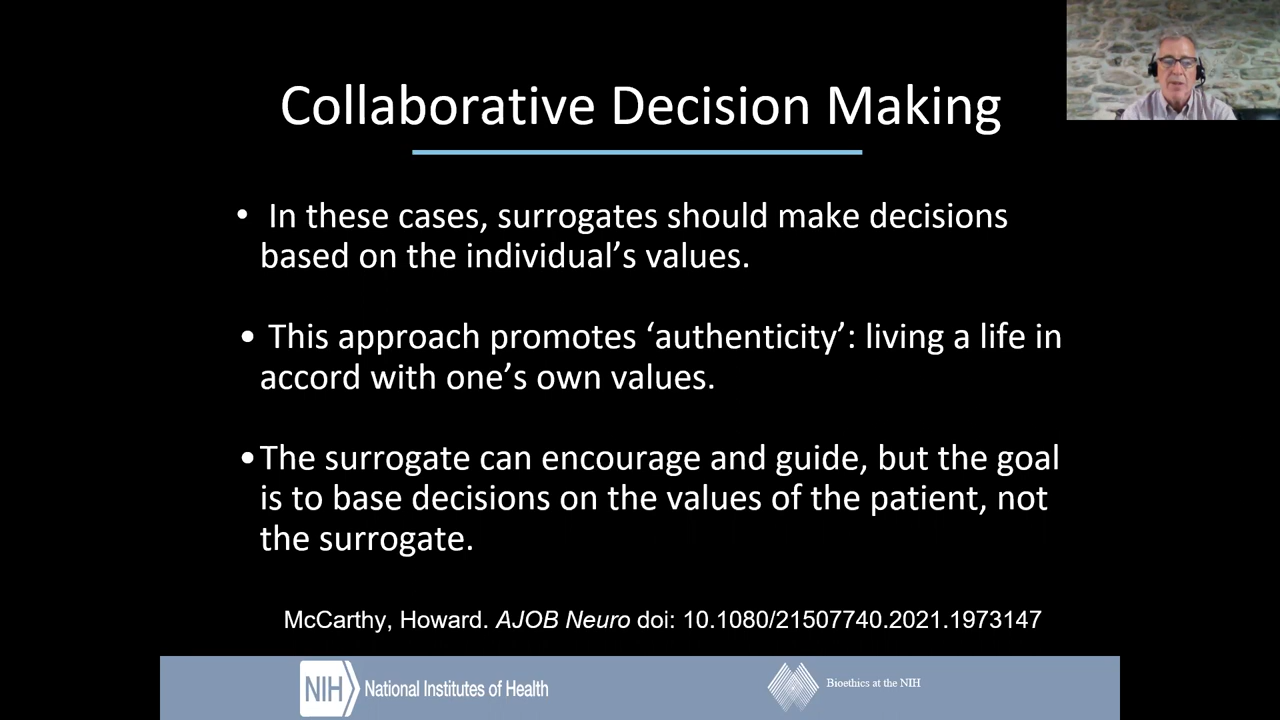 Collaborative Decision Making
• In these cases, surrogates should make decisions
based on the individual’s values.
• This approach promotes ‘authenticity’: living a life in
accord with one’s own values.
•The surrogate can encourage and guide, but the goal
is to base decisions on the values of the patient, not
the surrogate.
McCarthy, Howard. AJOB Neuro doi: 10.1080/21507740.2021.1973147
NIH National Institutes of Health
Bioethics at the NIH